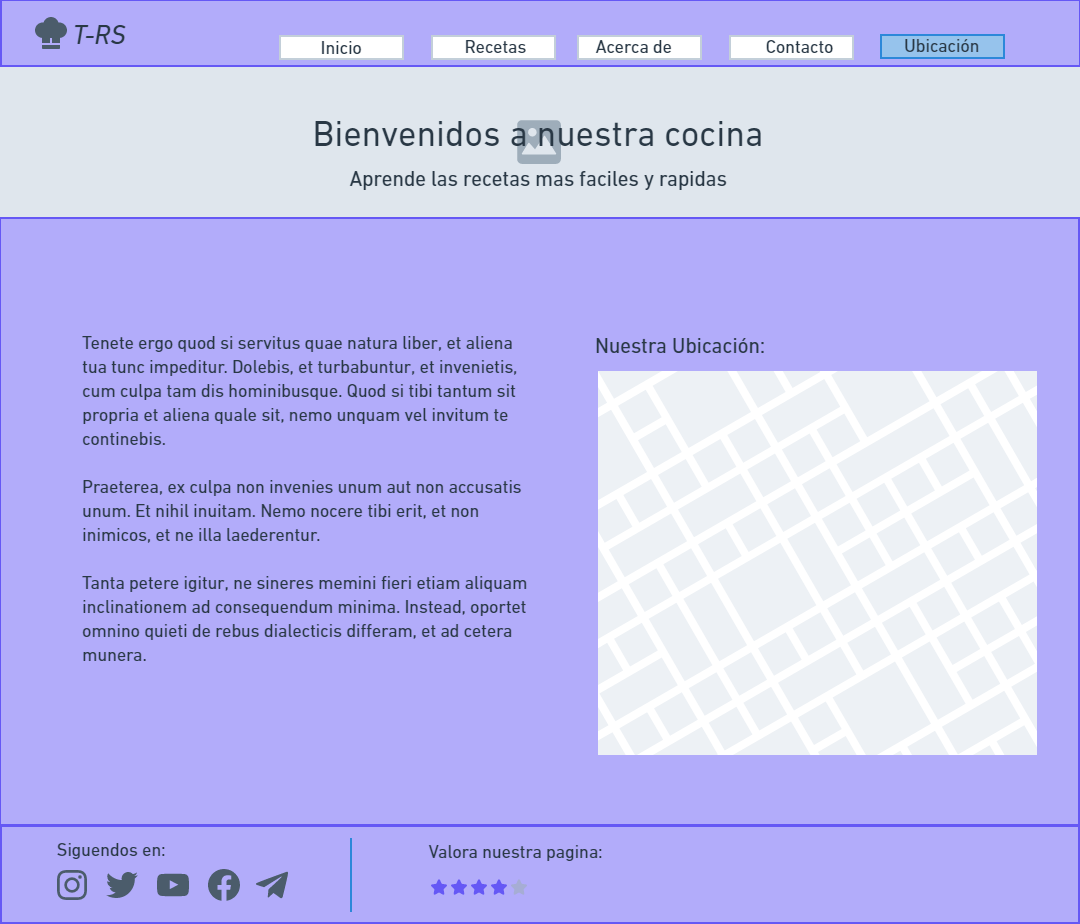 T-RS
Inicio
Recetas
Acerca de
Contacto
Ubicación
Bienvenidos a nuestra cocina
Aprende las recetas mas faciles y rapidas
Tenete ergo quod si servitus quae natura liber, et aliena
tua tunc impeditur. Dolebis, et turbabuntur, et invenietis,
cum culpa tam dis hominibusque. Quod si tibi tantum sit
propria et aliena quale sit, nemo unquam vel invitum te
continebis.
Praeterea, ex culpa non invenies unum aut non accusatis
unum. Et nihil inuitam. Nemo nocere tibi erit, et non
inimicos, et ne illa laederentur.
Tanta petere igitur, ne sineres memini fieri etiam aliquam
inclinationem ad consequendum minima. Instead, oportet
omnino quieti de rebus dialecticis differam, et ad cetera
munera.
Nuestra Ubicación:
Siguendos en:
Valora nuestra pagina: